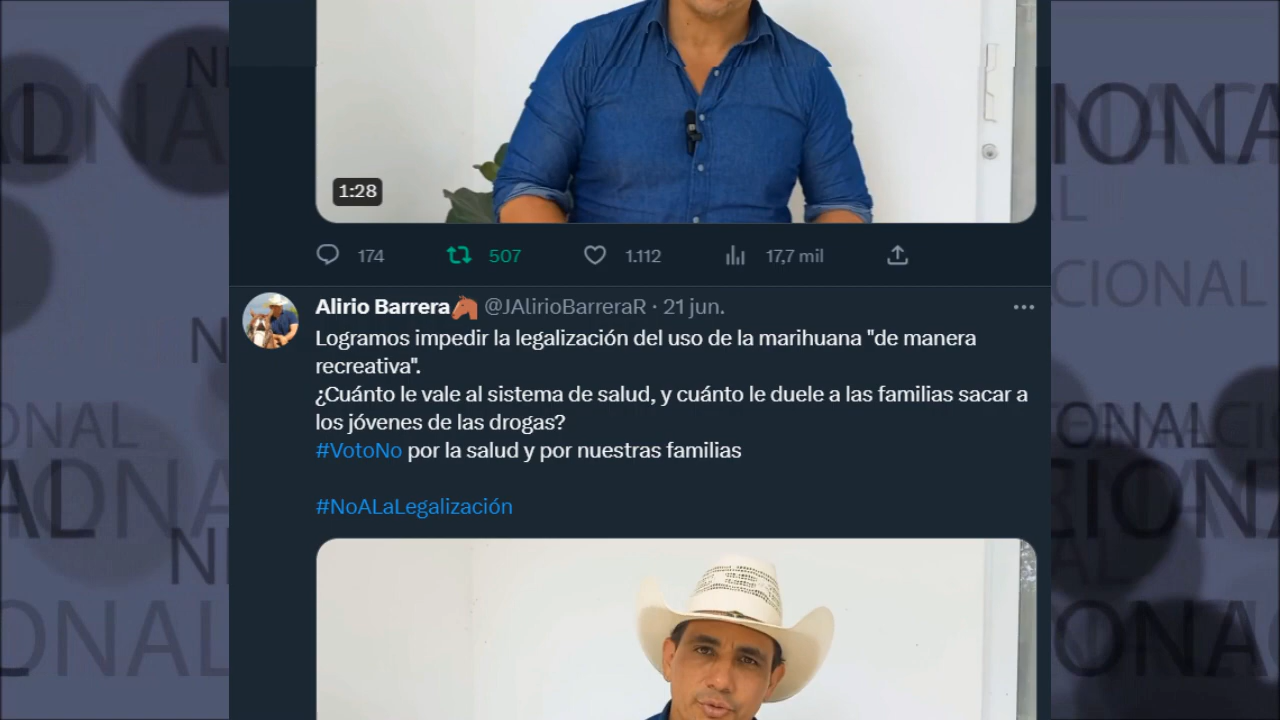 1:28
174 507 1.112 17,7 mil
Alirio Barrera @JAlirioBarreraR · 21 jun.
Logramos impedir la legalización del uso de la marihuana "de manera
recreativa".
¿Cuánto le vale al sistema de salud, y cuánto le duele a las familias sacar a
los jóvenes de las drogas?
#VotoNo por la salud y por nuestras familias
#NoALaLegalización